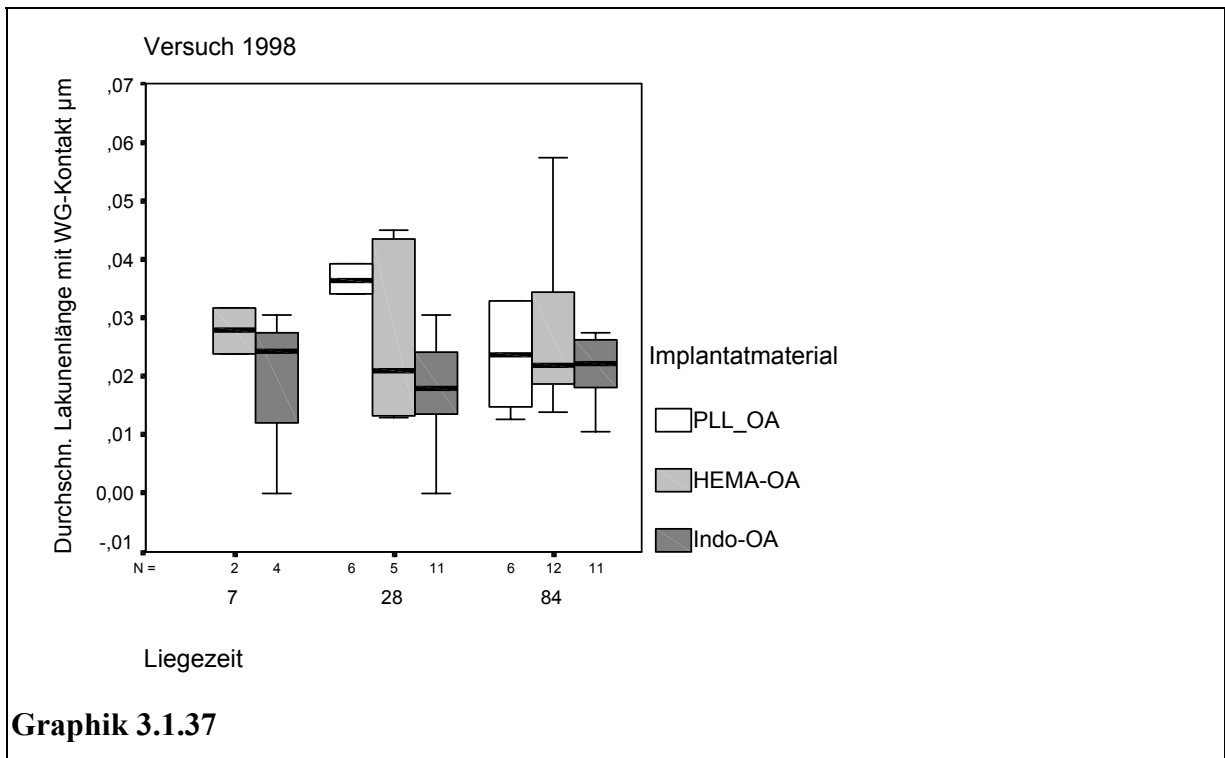 Versuch 1998
Durchschn. Lakunenlänge mit WG-Kontakt µm
,07
,06
,05
,04
,03
,02
,01
0,00
-,01
N = 2 4 6 5 11 6 12 11
7 28 84
Liegezeit
Implantatmaterial
PLL_OA
HEMA-OA
Indo-OA
Graphik 3.1.37